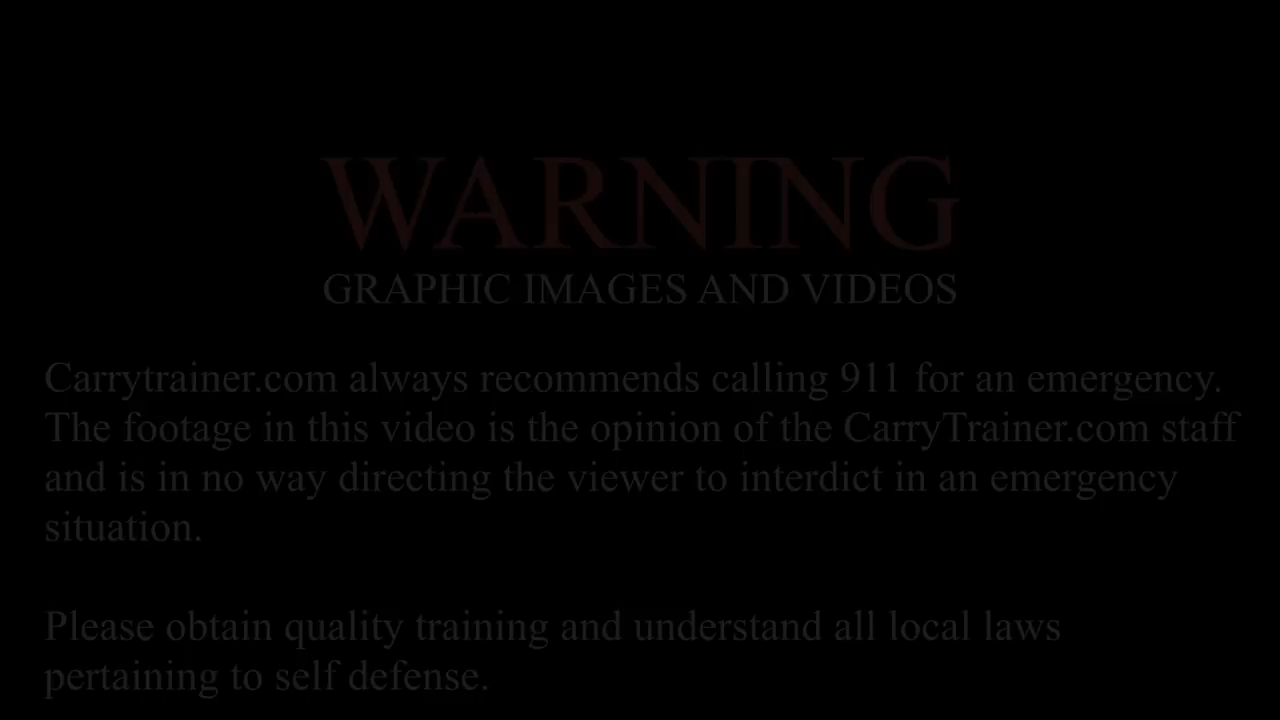 WARNING
GRAPHIC IMAGES AND VIDEOS
Carrytrainer.com always recommends calling 911 for an emergency.
The footage in this video is the opinion of the CarryTrainer.com staff
and is in no way directing the viewer to interdict in an emergency
situation.
Please obtain quality training and understand all local laws
pertaining to self defense.